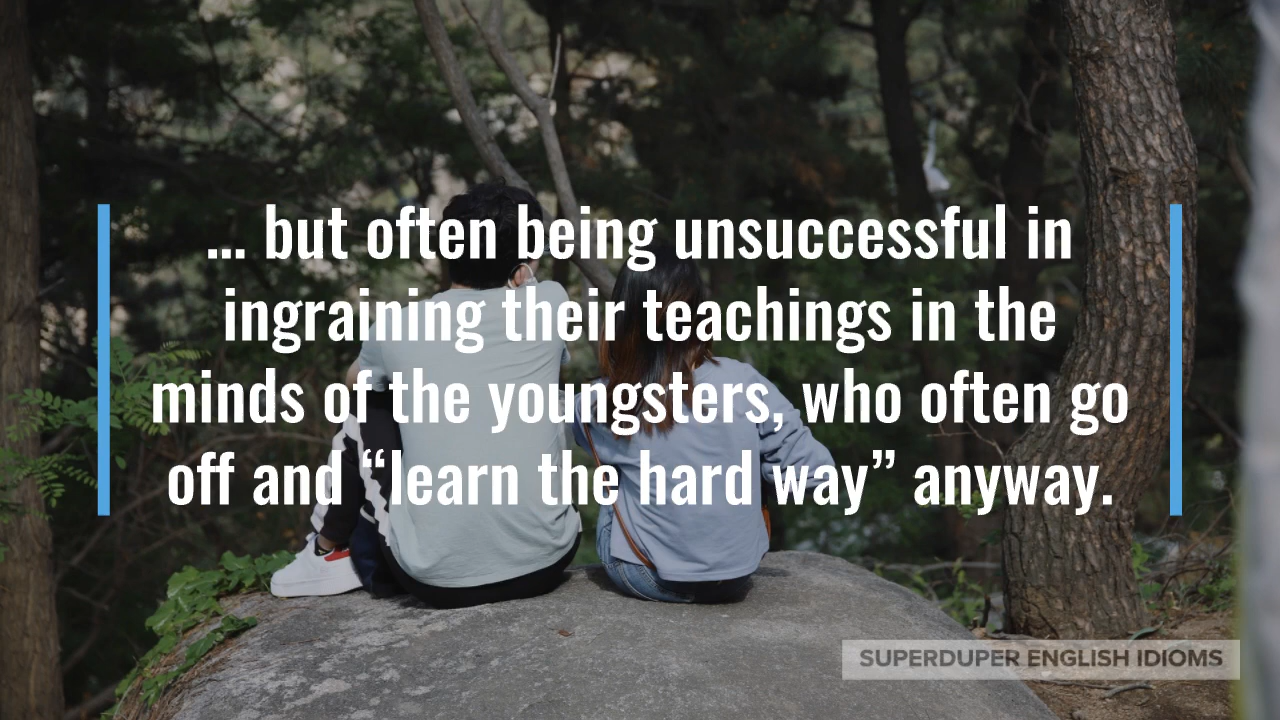 ... but often being unsuccessful in
ingraining their teachings in the
minds of the youngsters, who often go
off and “learn the hard way” anyway.
SUPERDUPER ENGLISH IDIOMS